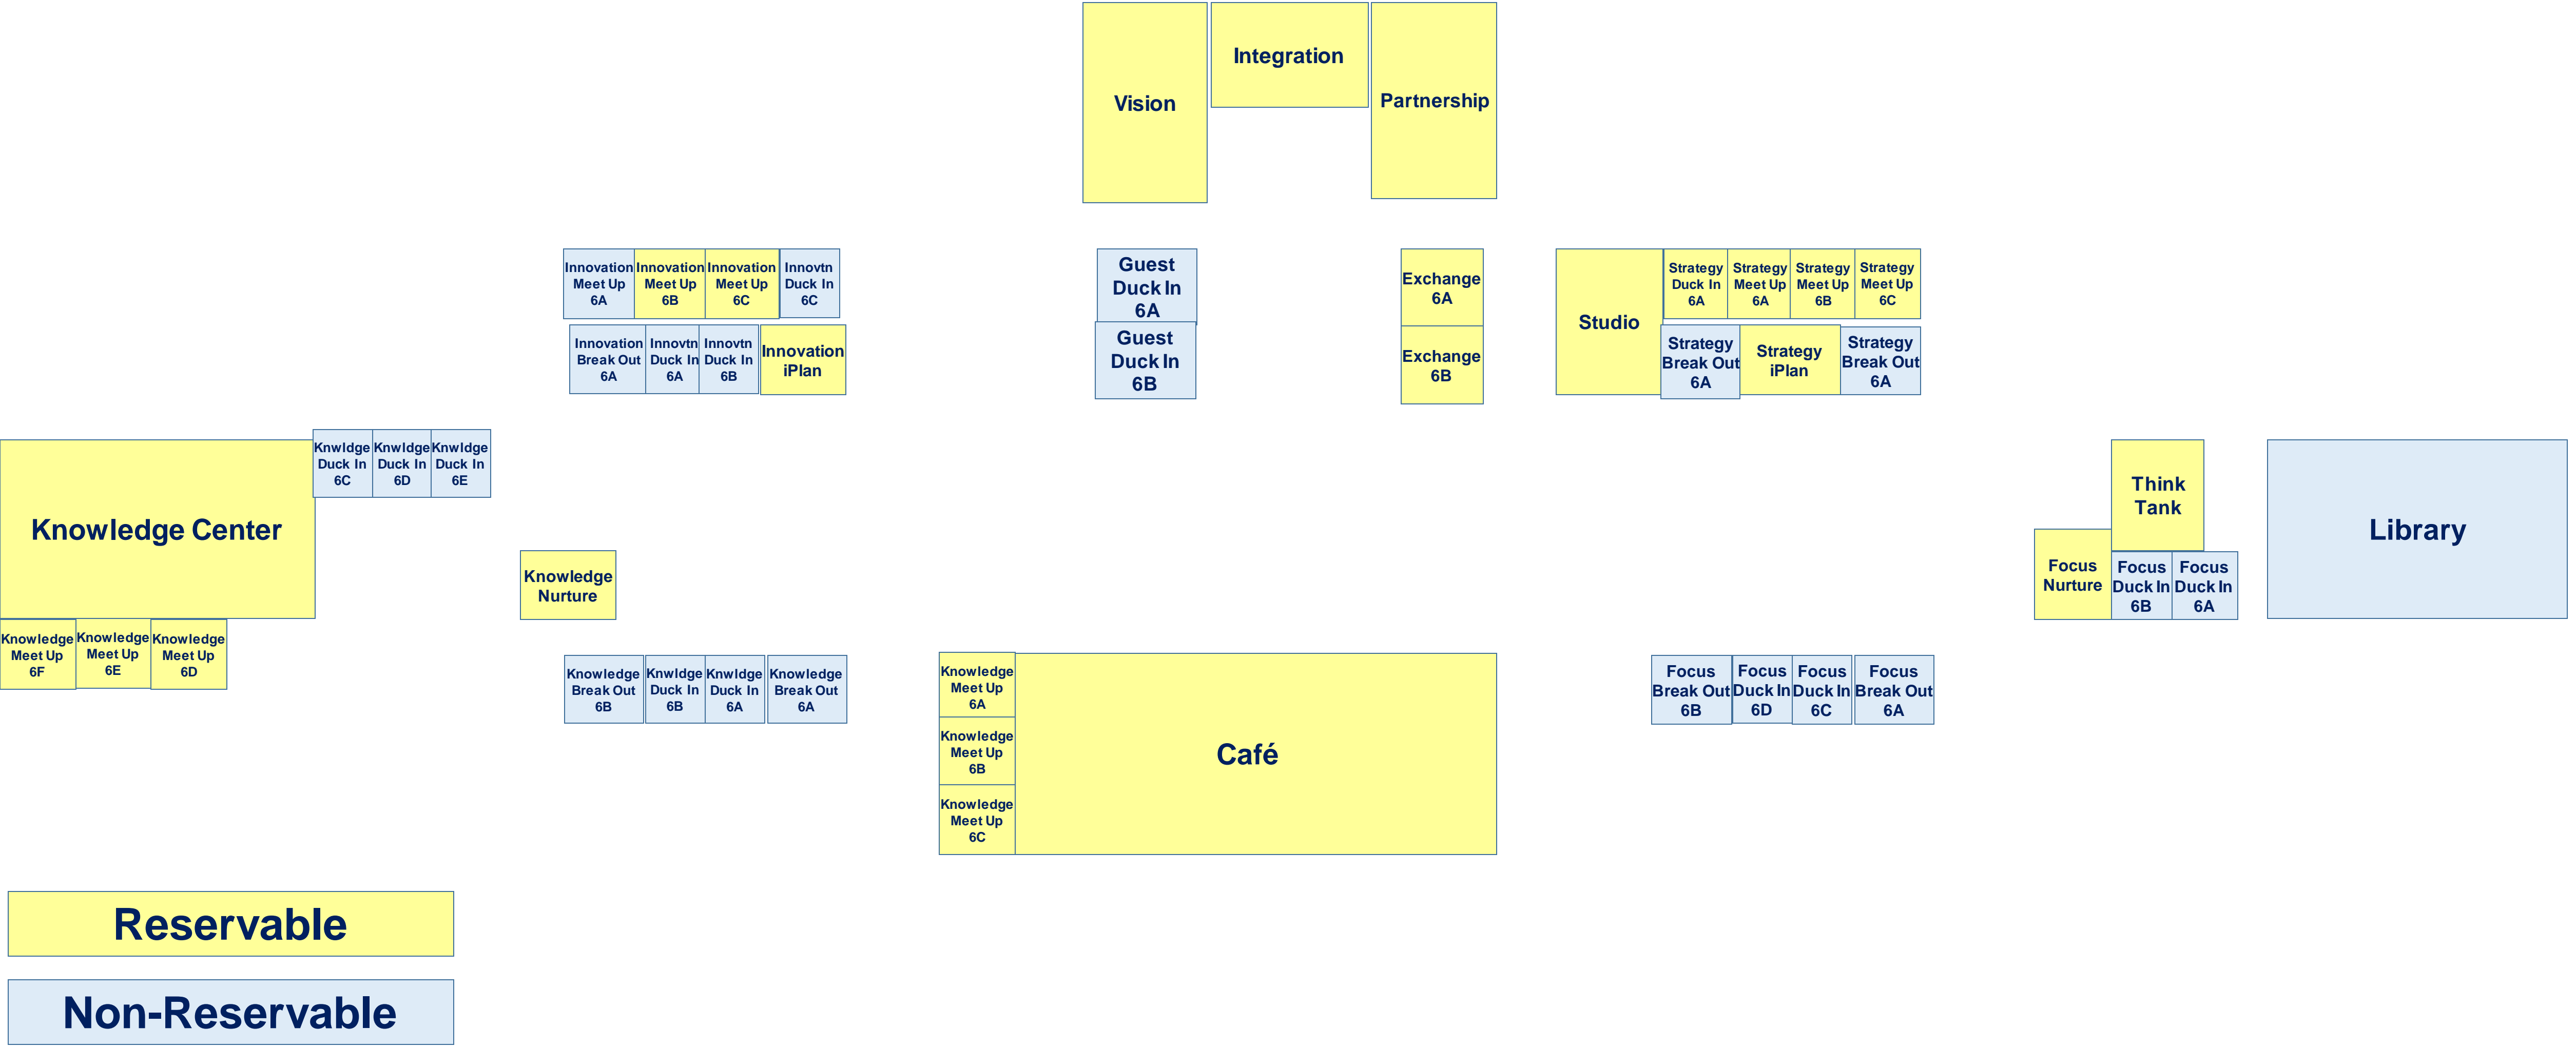 Vision
Integration
Partnership
Innovation
Meet Up
6A
Innovation
Meet Up
6B
Innovation
Meet Up
6C
Innovtn
Duck In
6C
Innovation
Break Out
6A
Innovtn
Duck In
6A
Innovtn
Duck In
6B
Innovation
iPlan
Guest
Duck In
6A
Guest
Duck In
6B
Exchange
6A
Exchange
6B
Studio
Strategy
Duck In
6A
Strategy
Meet Up
6A
Strategy
Meet Up
6B
Strategy
Meet Up
6C
Strategy
Break Out
6A
Strategy
iPlan
Strategy
Break Out
6A
Knowledge Center
Knwldge
Duck In
6C
Knwldge
Duck In
6D
Knwldge
Duck In
6E
Knowledge
Nurture
Think
Tank
Focus
Nurture
Focus
Duck In
6B
Focus
Duck In
6A
Library
Knowledge
Meet Up
6F
Knowledge
Meet Up
6E
Knowledge
Meet Up
6D
Knowledge
Break Out
6B
Knwldge
Duck In
6B
Knwldge
Duck In
6A
Knowledge
Break Out
6A
Knowledge
Meet Up
6A
Knowledge
Meet Up
6B
Knowledge
Meet Up
6C
Café
Focus
Break Out
6B
Focus
Duck In
6D
Focus
Duck In
6C
Focus
Break Out
6A
Reservable
Non-Reservable